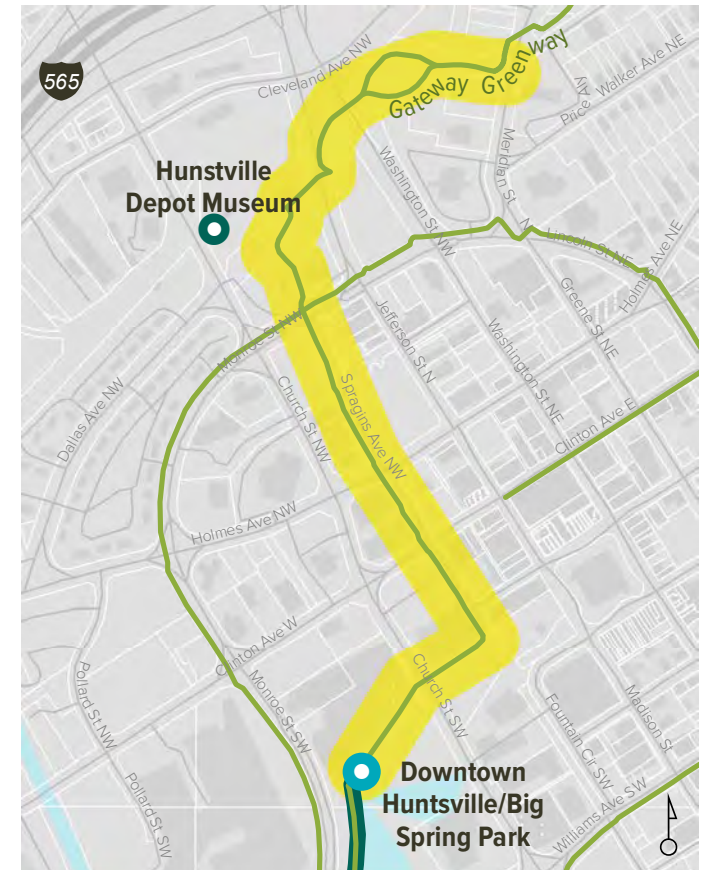 565
Cleveland Ave NW
Gateway Greenway
Price Aly
Walker Ave NE
Meridian St N
Washington St NW
Hunstville
Depot Museum
Lincoln St NE
Holmes Ave NE
Greene St NE
Monroe St NW
Jefferson St N
Washington St NE
Dallas Ave NW
Church St NW
Spragins Ave NW
Clinton Ave E
Holmes Ave NW
Clinton Ave W
Church St SW
Monroe St SW
Pollard St NW
Pollard St SW
Fountain Cir SW
Madison St
Williams Ave SW
Downtown
Huntsville/Big
Spring Park